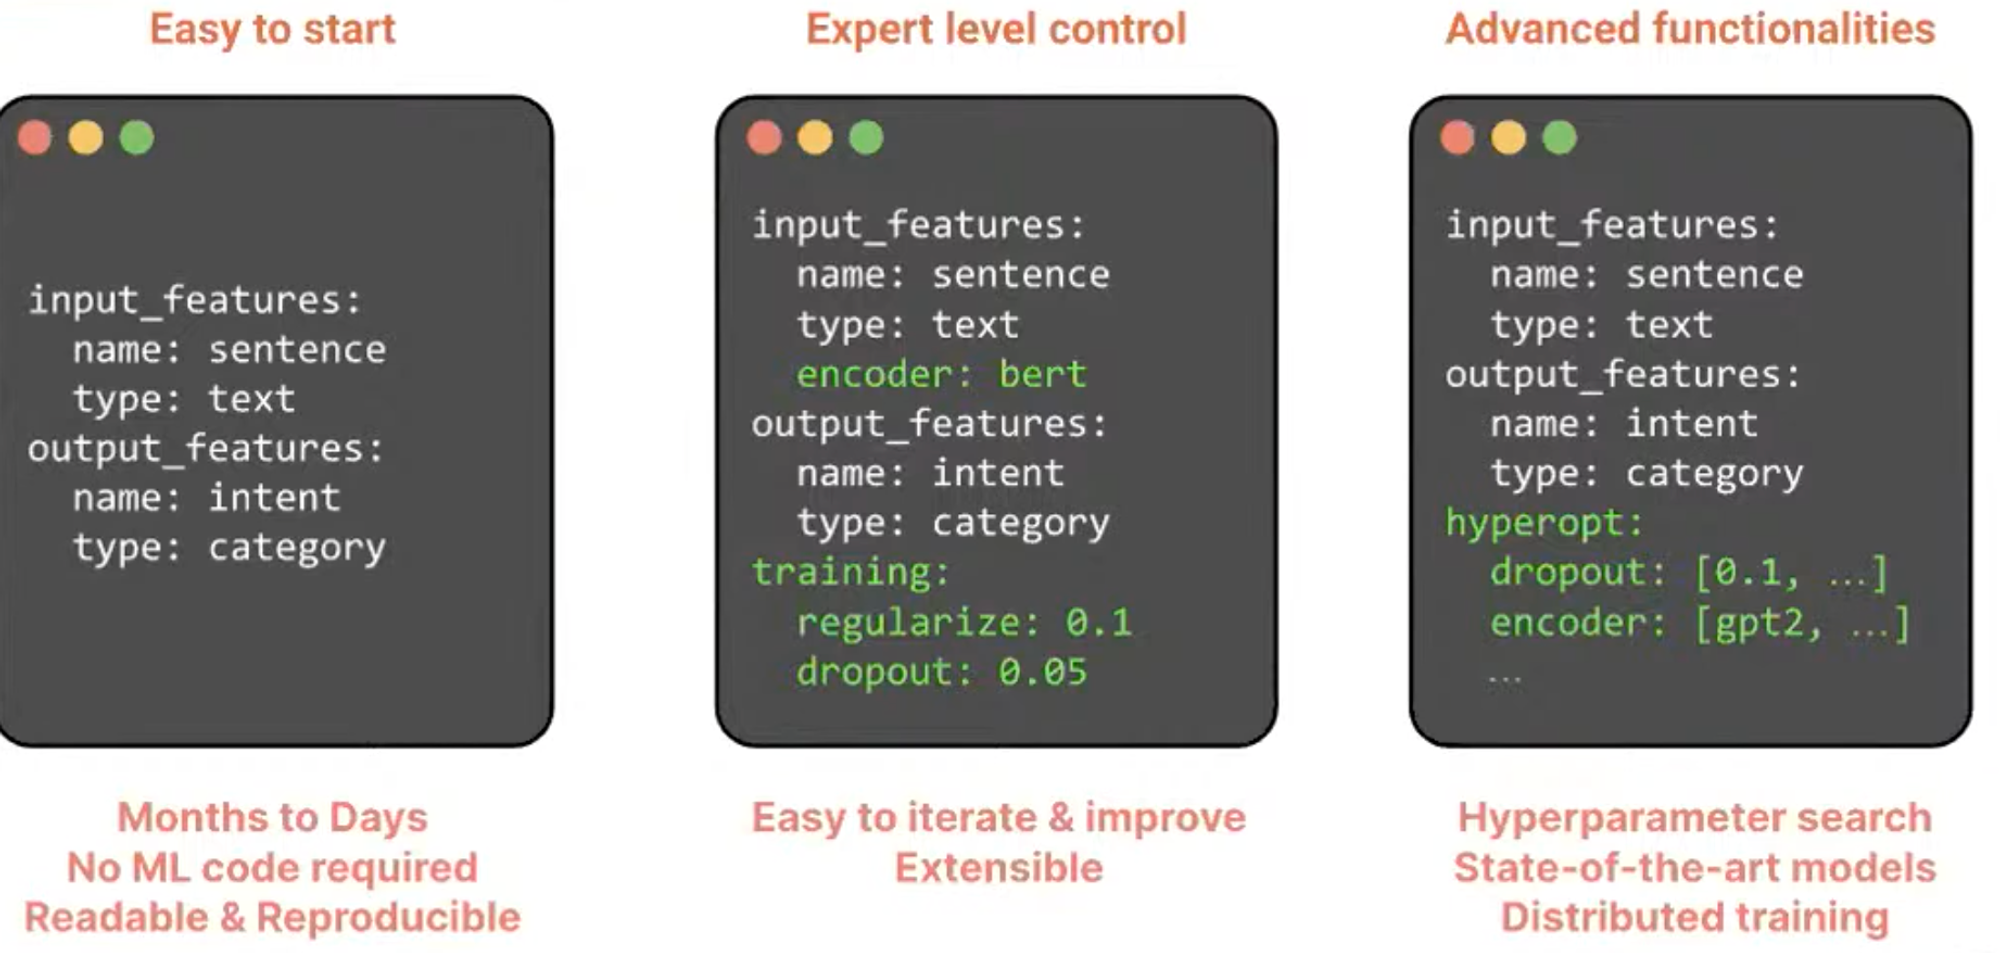 Easy to start
input_features:
name: sentence
type: text
output_features:
name: intent
type: category
Months to Days
No ML code required
Readable & Reproducible
Expert level control
input_features:
name: sentence
type: text
encoder: bert
output_features:
name: intent
type: category
training:
regularize: 0.1
dropout: 0.05
Easy to iterate & improve
Extensible
Advanced functionalities
input_features:
name: sentence
type: text
output_features:
name: intent
type: category
hyperopt:
dropout: [0.1, …]
encoder: [gpt2, …]
…
Hyperparameter search
State-of-the-art models
Distributed training